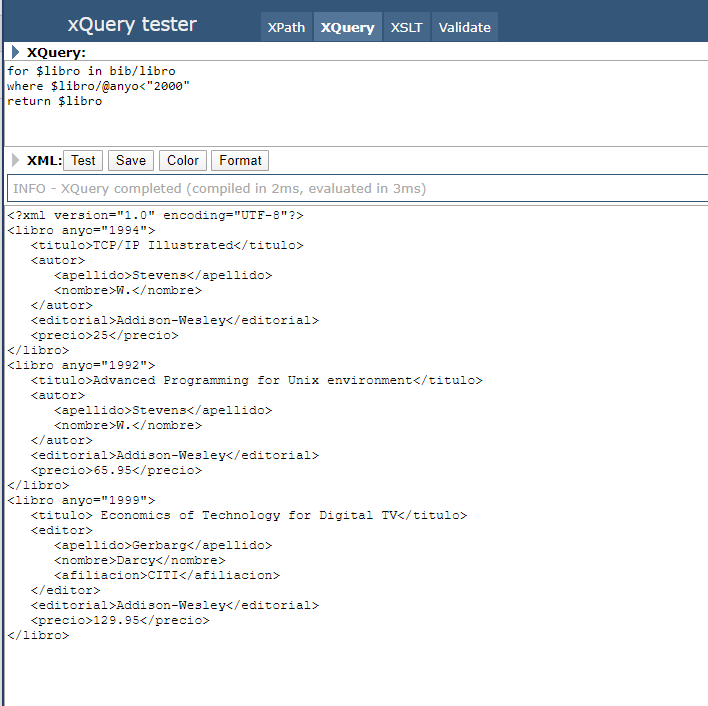 xQuery tester
XPath XQuery XSLT Validate
XQuery:
for $libro in bib/libro
where $libro/@anyo<"2000"
return $libro
XML: Test Save Color Format
INFO - XQuery completed (compiled in 2ms, evaluated in 3ms)
<?xml version="1.0" encoding="UTF-8"?>
<libro anyo="1994">
   <titulo>TCP/IP Illustrated</titulo>
   <autor>
      <apellido>Stevens</apellido>
      <nombre>W.</nombre>
   </autor>
   <editorial>Addison-Wesley</editorial>
   <precio>25</precio>
</libro>
<libro anyo="1992">
   <titulo>Advanced Programming for Unix environment</titulo>
   <autor>
      <apellido>Stevens</apellido>
      <nombre>W.</nombre>
   </autor>
   <editorial>Addison-Wesley</editorial>
   <precio>65.95</precio>
</libro>
<libro anyo="1999">
   <titulo> Economics of Technology for Digital TV</titulo>
   <editor>
      <apellido>Gerbarg</apellido>
      <nombre>Darcy</nombre>
      <afiliacion>CITI</afiliacion>
   </editor>
   <editorial>Addison-Wesley</editorial>
   <precio>129.95</precio>
</libro>